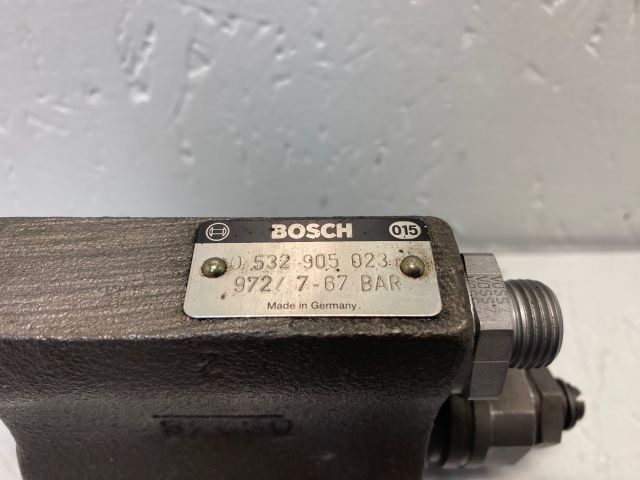 BOSCH 015
0 532 905 023
972/ 7-67 BAR
Made in Germany